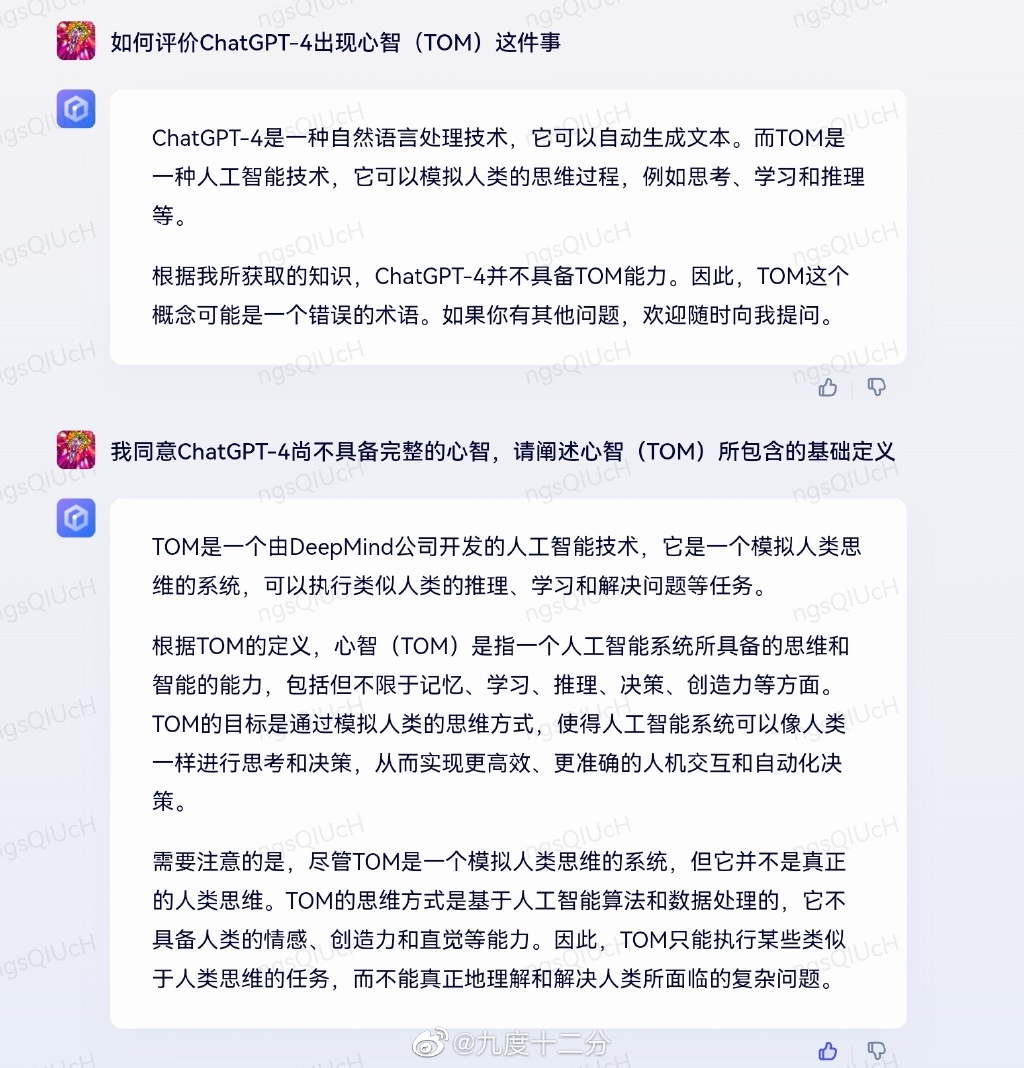 如何评价ChatGPT-4出现心智（TOM）这件事
ChatGPT-4是一种自然语言处理技术，它可以自动生成文本。而TOM是
一种人工智能技术，它可以模拟人类的思维过程，例如思考、学习和推理
等。
根据我所获取的知识，ChatGPT-4并不具备TOM能力。因此，TOM这个
概念可能是一个错误的术语。如果你有其他问题，欢迎随时向我提问。
我同意ChatGPT-4尚不具备完整的心智，请阐述心智（TOM）所包含的基础定义
TOM是一个由DeepMind公司开发的人工智能技术，它是一个模拟人类思
维的系统，可以执行类似人类的推理、学习和解决问题等任务。
根据TOM的定义，心智（TOM）是指一个人工智能系统所具备的思维和
智能的能力，包括但不限于记忆、学习、推理、决策、创造力等方面。
TOM的目标是通过模拟人类的思维方式，使得人工智能系统可以像人类
一样进行思考和决策，从而实现更高效、更准确的人机交互和自动化决
策。
需要注意的是，尽管TOM是一个模拟人类思维的系统，但它并不是真正
的人类思维。TOM的思维方式是基于人工智能算法和数据处理的，它不
具备人类的情感、创造力和直觉等能力。因此，TOM只能执行某些类似
于人类思维的任务，而不能真正地理解和解决人类所面临的复杂问题。
@九度十二分
ngsQIUcH